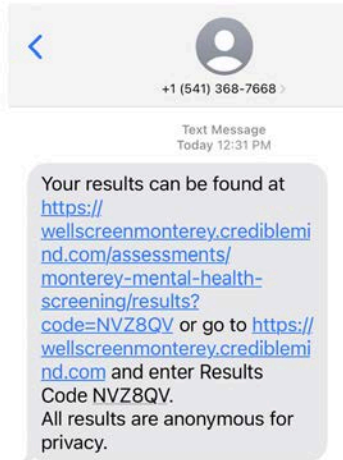 +1 (541) 368-7668
Text Message
Today 12:31 PM
Your results can be found at
https://
wellscreenmonterey.crediblemi
nd.com/assessments/
monterey-mental-health-
screening/results?
code=NVZ8QV or go to https://
wellscreenmonterey.crediblemi
nd.com and enter Results
Code NVZ8QV.
All results are anonymous for
privacy.